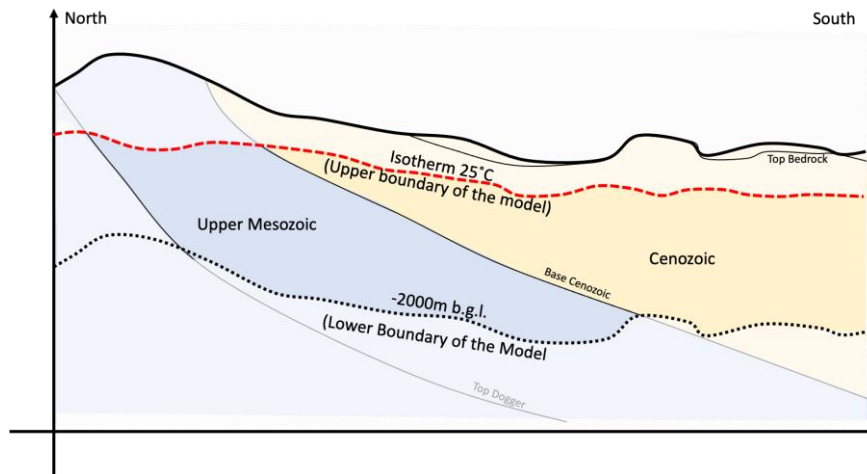 North
South
Top Bedrock
Isotherm 25˚C
(Upper boundary of the model)
Upper Mesozoic
Cenozoic
Base Cenozoic
-2000m b.g.l.
(Lower Boundary of the Model
Top Dogger